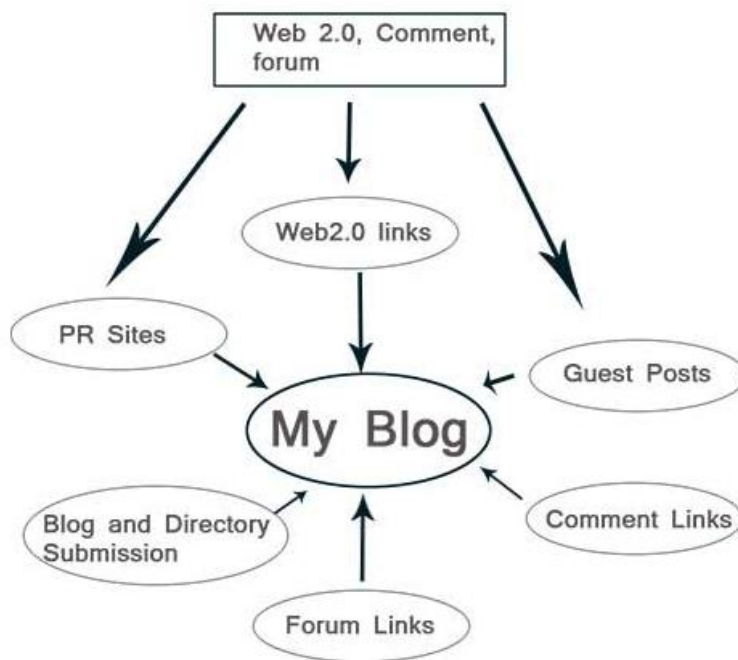 Web 2.0, Comment,
forum
Web2.0 links
PR Sites
Guest Posts
My Blog
Blog and Directory
Submission
Comment Links
Forum Links